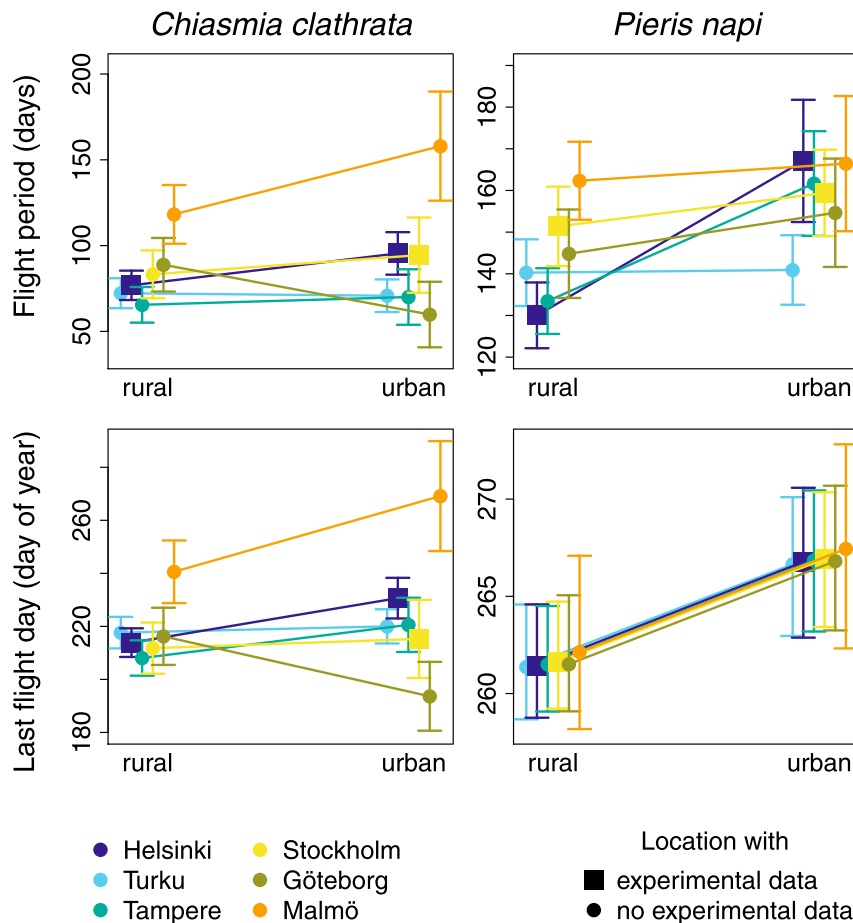 Chiasmia clathrata
Pieris napi
Flight period (days)
200
150
100
50
rural
urban
180
160
140
120
rural
urban
Last flight day (day of year)
260
220
180
rural
urban
270
265
260
rural
urban
Helsinki
Turku
Tampere
Stockholm
Göteborg
Malmö
Location with
experimental data
no experimental data